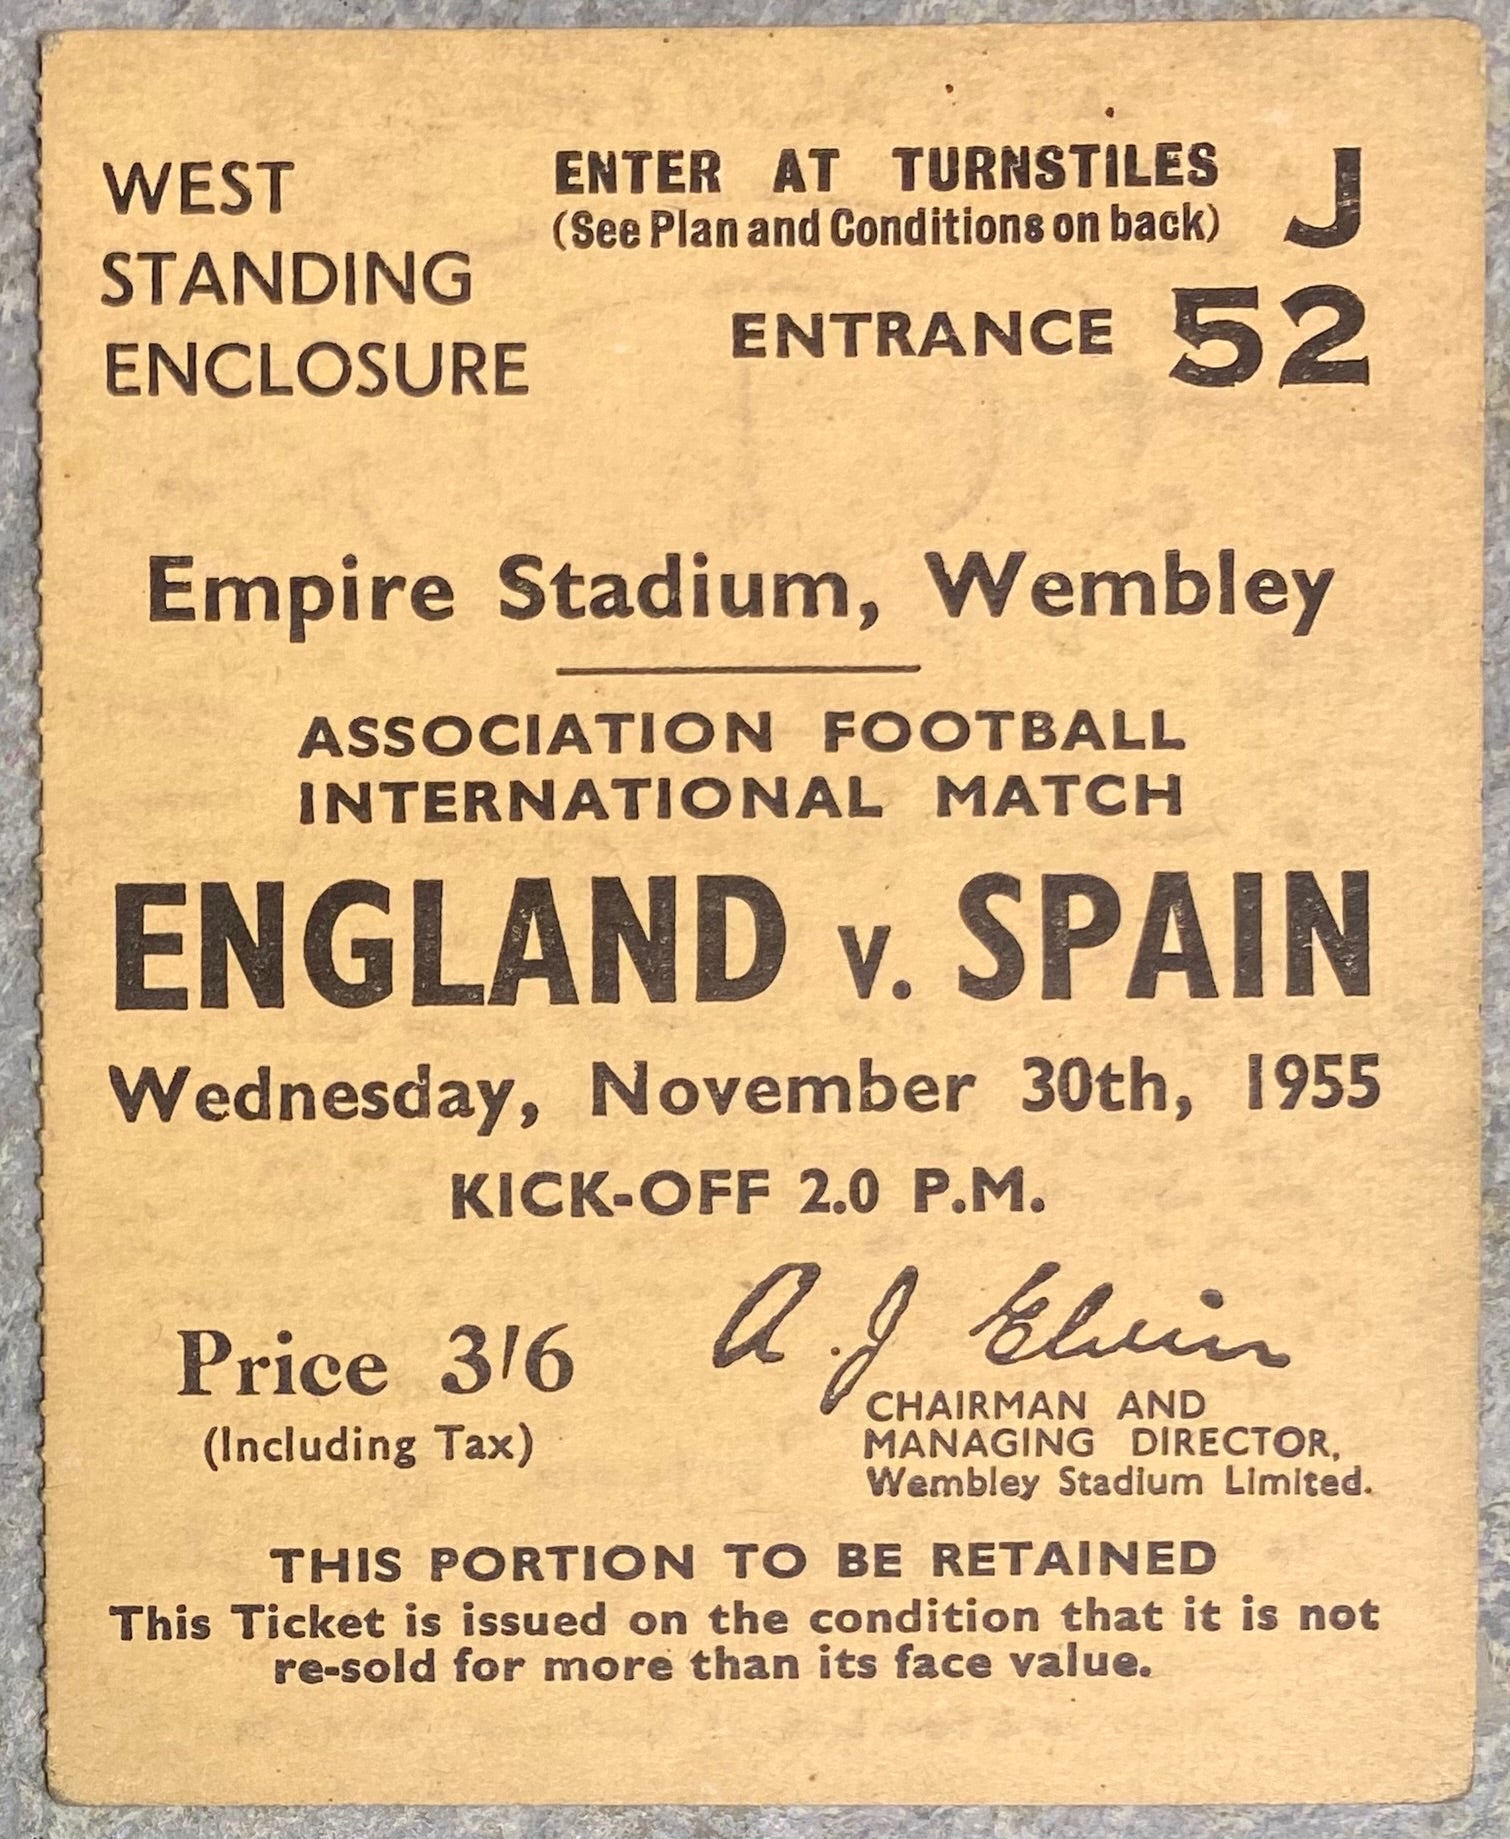 WEST
STANDING
ENCLOSURE
ENTER AT TURNSTILES J
(See Plan and Conditions on back)
ENTRANCE 52
Empire Stadium, Wembley
ASSOCIATION FOOTBALL
INTERNATIONAL MATCH
ENGLAND v. SPAIN
Wednesday, November 30th, 1955
KICK-OFF 2.0 P.M.
Price 3/6
(Including Tax)
A. J. Elvin
CHAIRMAN AND
MANAGING DIRECTOR,
Wembley Stadium Limited.
THIS PORTION TO BE RETAINED
This Ticket is issued on the condition that it is not
re-sold for more than its face value.